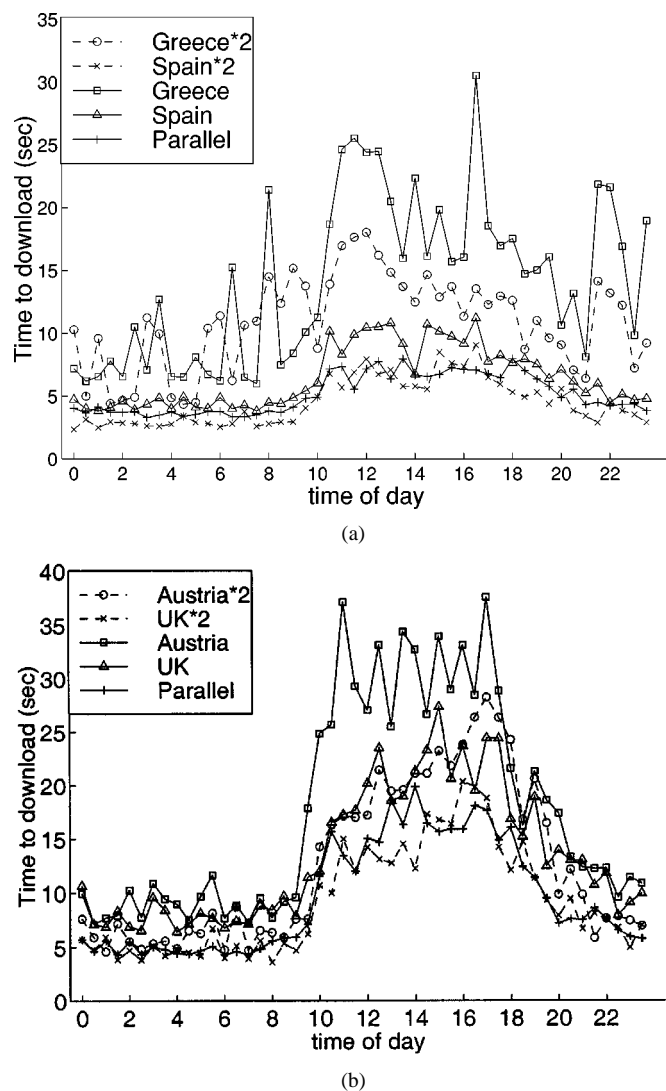 35
30
25
20
15
10
5
0
Time to download (sec)
Greece*2
Spain*2
Greece
Spain
Parallel
0 2 4 6 8 10 12 14 16 18 20 22
time of day
(a)
40
35
30
25
20
15
10
5
0
Time to download (sec)
Austria*2
UK*2
Austria
UK
Parallel
0 2 4 6 8 10 12 14 16 18 20 22
time of day
(b)